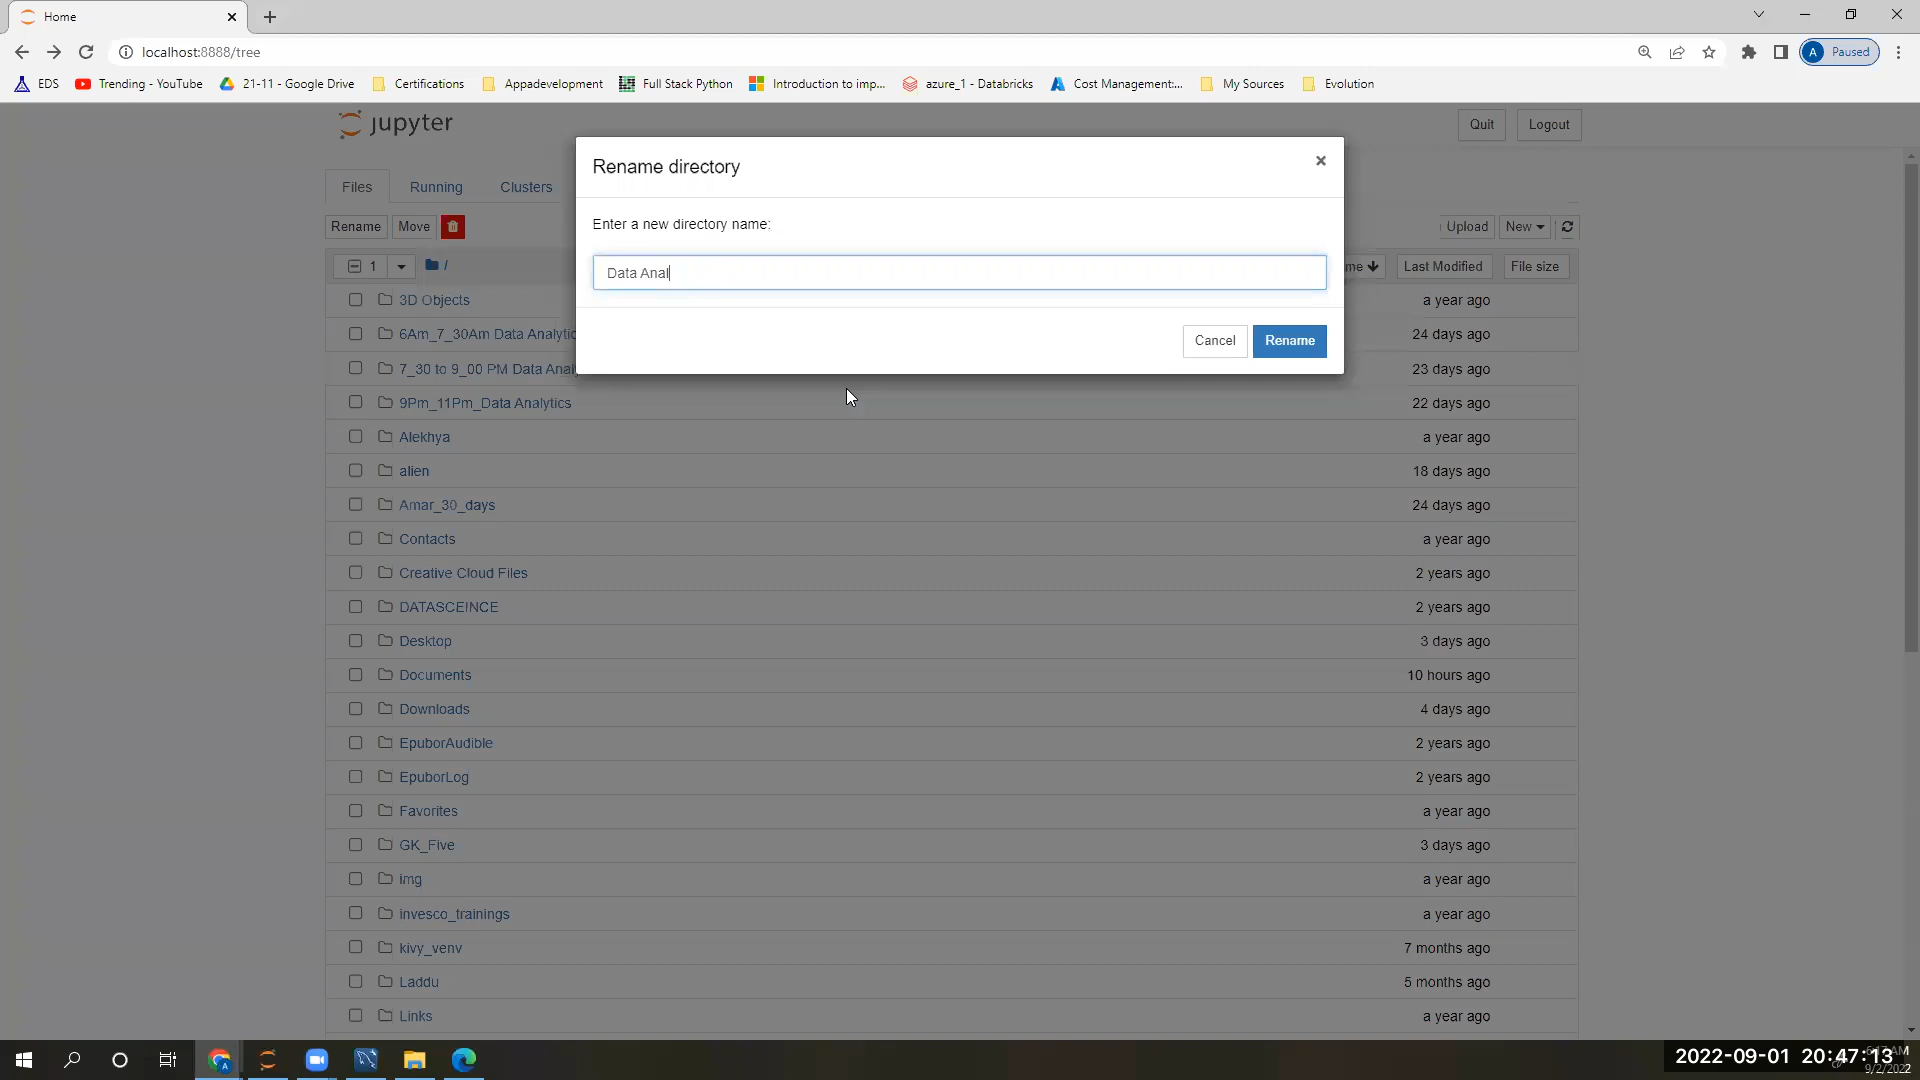 Home
localhost:8888/tree
Paused
EDS
Trending - YouTube
21-11 - Google Drive
Certifications
Appadevelopment
Full Stack Python
Introduction to imp...
azure_1 - Databricks
Cost Management:...
My Sources
Evolution
jupyter
Quit
Logout
Rename directory
Files
Running
Clusters
Enter a new directory name:
Rename
Move
Upload
New
Data Anal
1
/
me
Last Modified
File size
3D Objects
a year ago
Cancel
Rename
6Am_7_30Am Data Analytic
24 days ago
7_30 to 9_00 PM Data Anal
23 days ago
9Pm_11Pm_Data Analytics
22 days ago
Alekhya
a year ago
alien
18 days ago
Amar_30_days
24 days ago
Contacts
a year ago
Creative Cloud Files
2 years ago
DATASCEINCE
2 years ago
Desktop
3 days ago
Documents
10 hours ago
Downloads
4 days ago
EpuborAudible
2 years ago
EpuborLog
2 years ago
Favorites
a year ago
GK_Five
3 days ago
img
a year ago
invesco_trainings
a year ago
kivy_venv
7 months ago
Laddu
5 months ago
Links
a year ago
2022-09-01 20:47:13